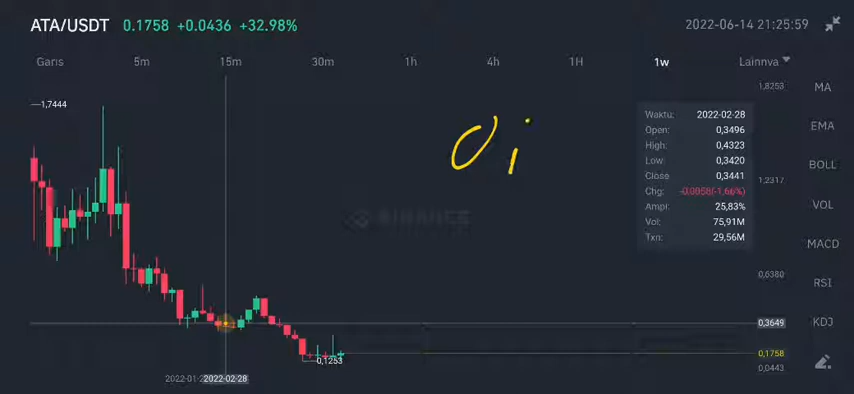 ATA/USDT 0.1758 +0.0436 +32.98% 2022-06-14 21:25:59
Garis 5m 15m 30m 1h 4h 1H 1w Lainnya
1,8253
1,7444
1,2317
0,6380
0,3649
0,1758
0,0443
0,1253
Waktu: 2022-02-28
Open: 0,3496
High: 0,4323
Low: 0,3420
Close 0,3441
Chg: -0,0058(-1,66%)
Ampl: 25,83%
Vol: 75,91M
Txn: 29,56M
MA
EMA
BOLL
VOL
MACD
RSI
KDJ
BINANCE
2022-02-28